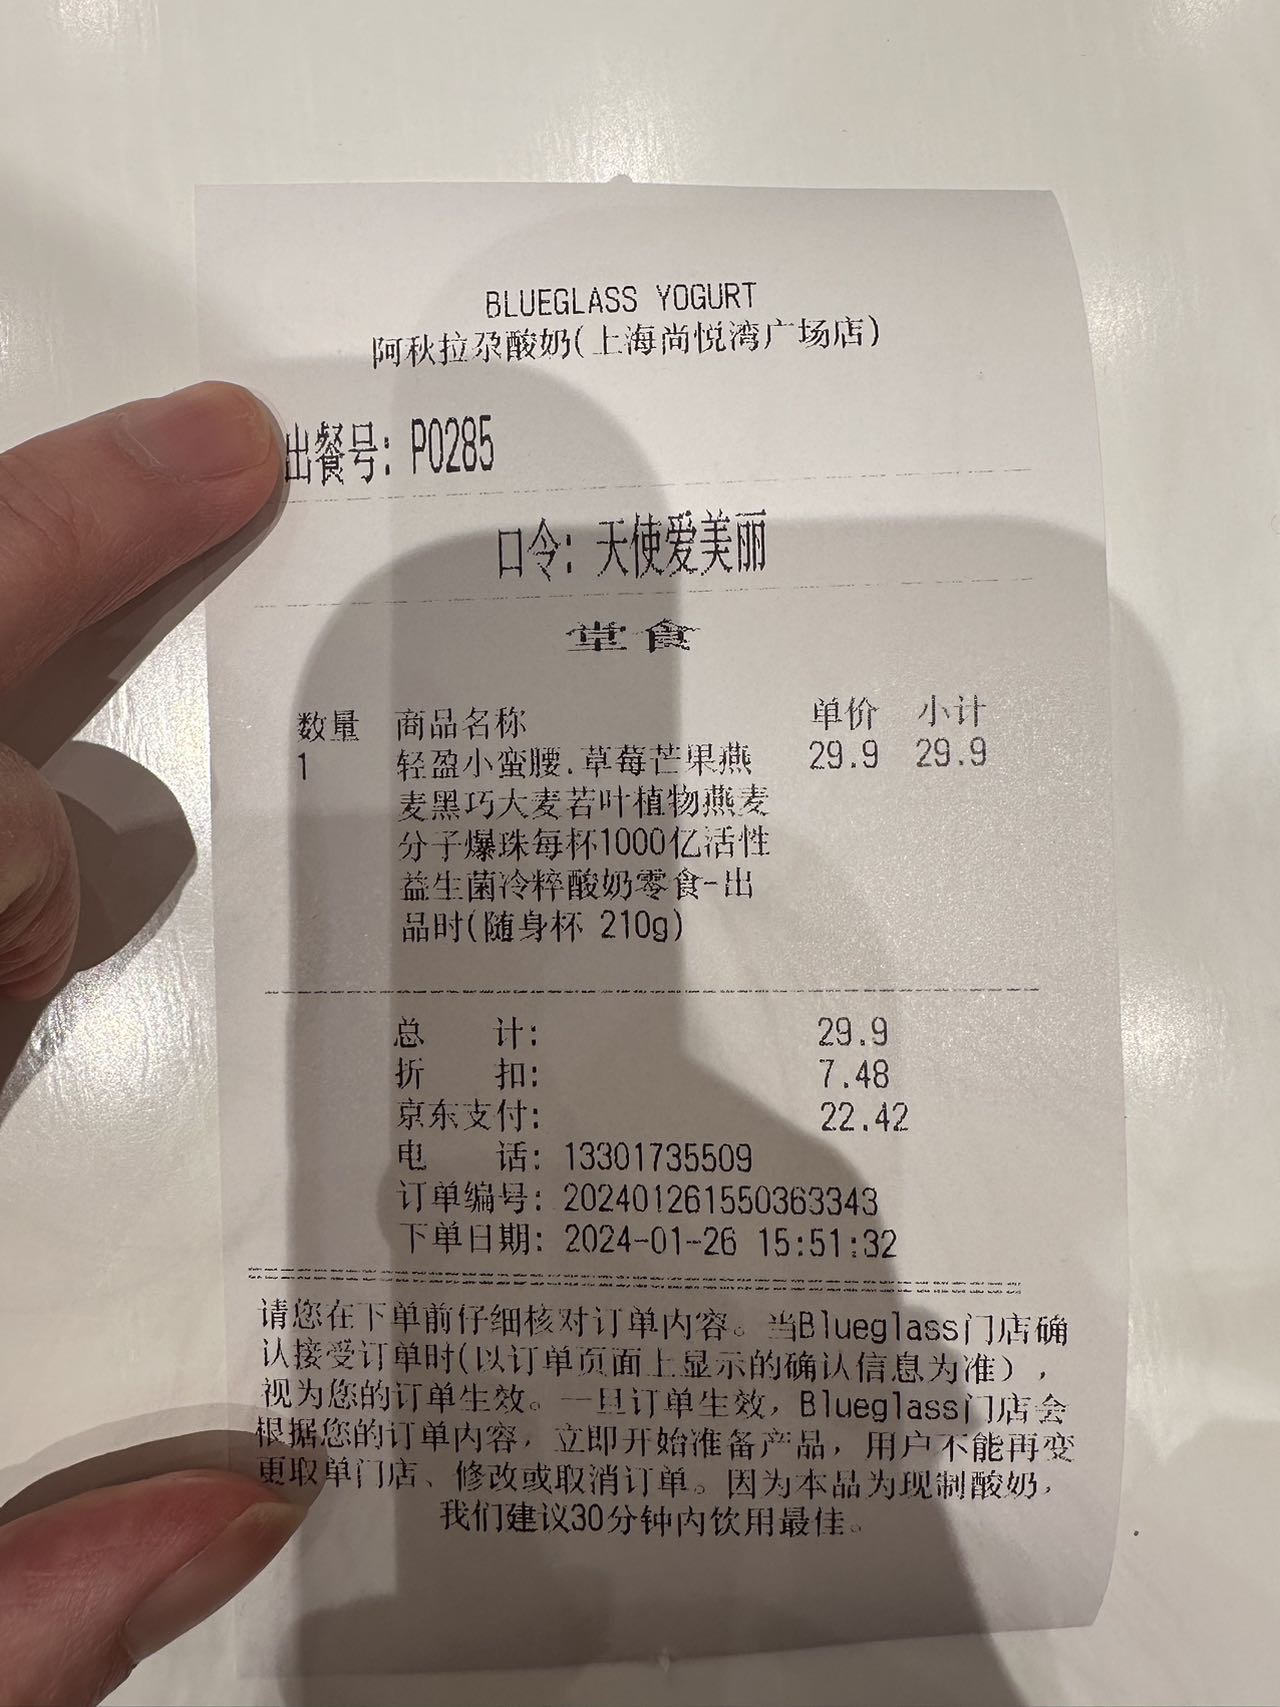 BLUEGLASS YOGURT
阿秋拉尕酸奶(上海尚悦湾广场店)
出餐号: P0285
口令: 天使爱美丽
堂食
数量 商品名称 单价 小计
1 轻盈小蛮腰.草莓芒果燕 29.9 29.9
麦黑巧大麦若叶植物燕麦
分子爆珠每杯1000亿活性
益生菌冷粹酸奶零食-出
品时(随身杯 210g)
总 计: 29.9
折 扣: 7.48
京东支付: 22.42
电 话: 13301735509
订单编号: 202401261550363343
下单日期: 2024-01-26 15:51:32
请您在下单前仔细核对订单内容。当Blueglass门店确
认接受订单时(以订单页面上显示的确认信息为准),
视为您的订单生效。一旦订单生效,Blueglass门店会
根据您的订单内容,立即开始准备产品,用户不能再变
更取单门店、修改或取消订单。因为本品为现制酸奶,
我们建议30分钟内饮用最佳。